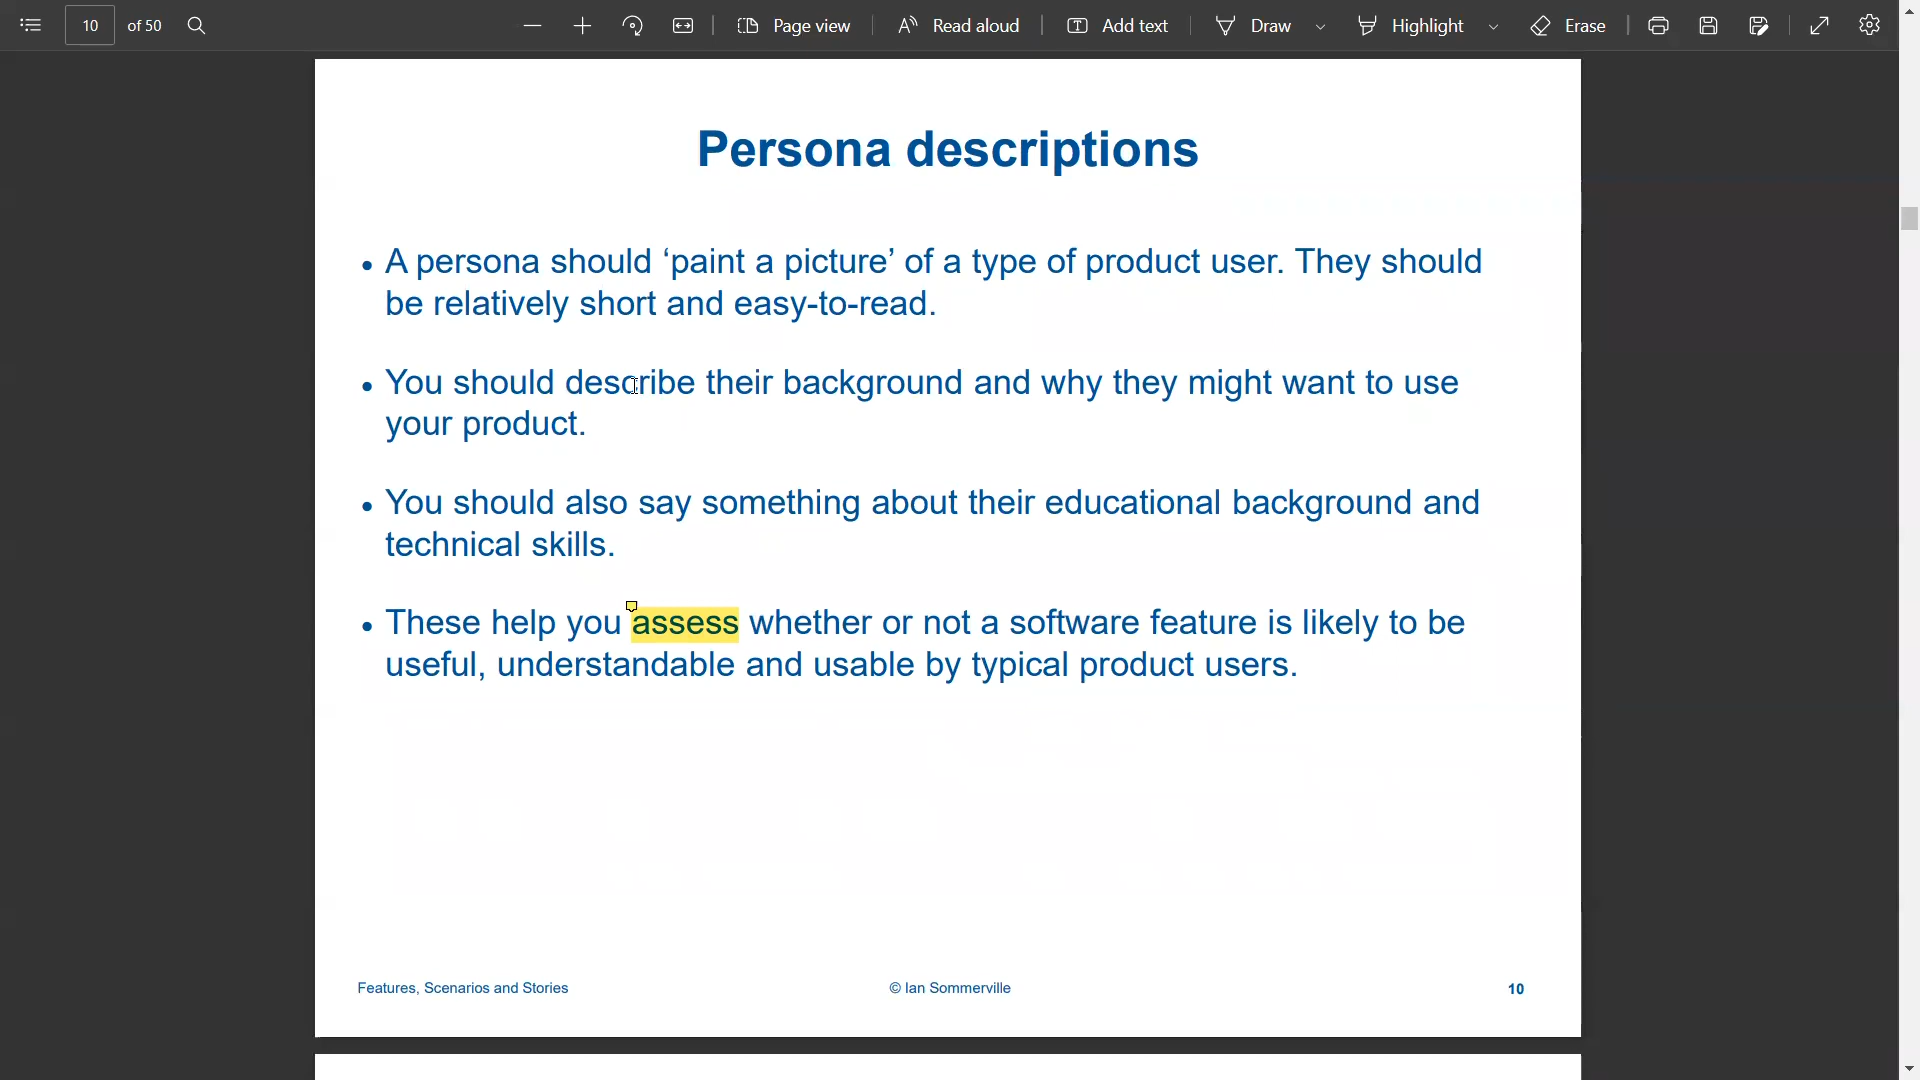 10 of 50 Page view Read aloud Add text Draw Highlight Erase
Persona descriptions
• A persona should ‘paint a picture’ of a type of product user. They should
be relatively short and easy-to-read.
• You should describe their background and why they might want to use
your product.
• You should also say something about their educational background and
technical skills.
• These help you assess whether or not a software feature is likely to be
useful, understandable and usable by typical product users.
Features, Scenarios and Stories © Ian Sommerville 10